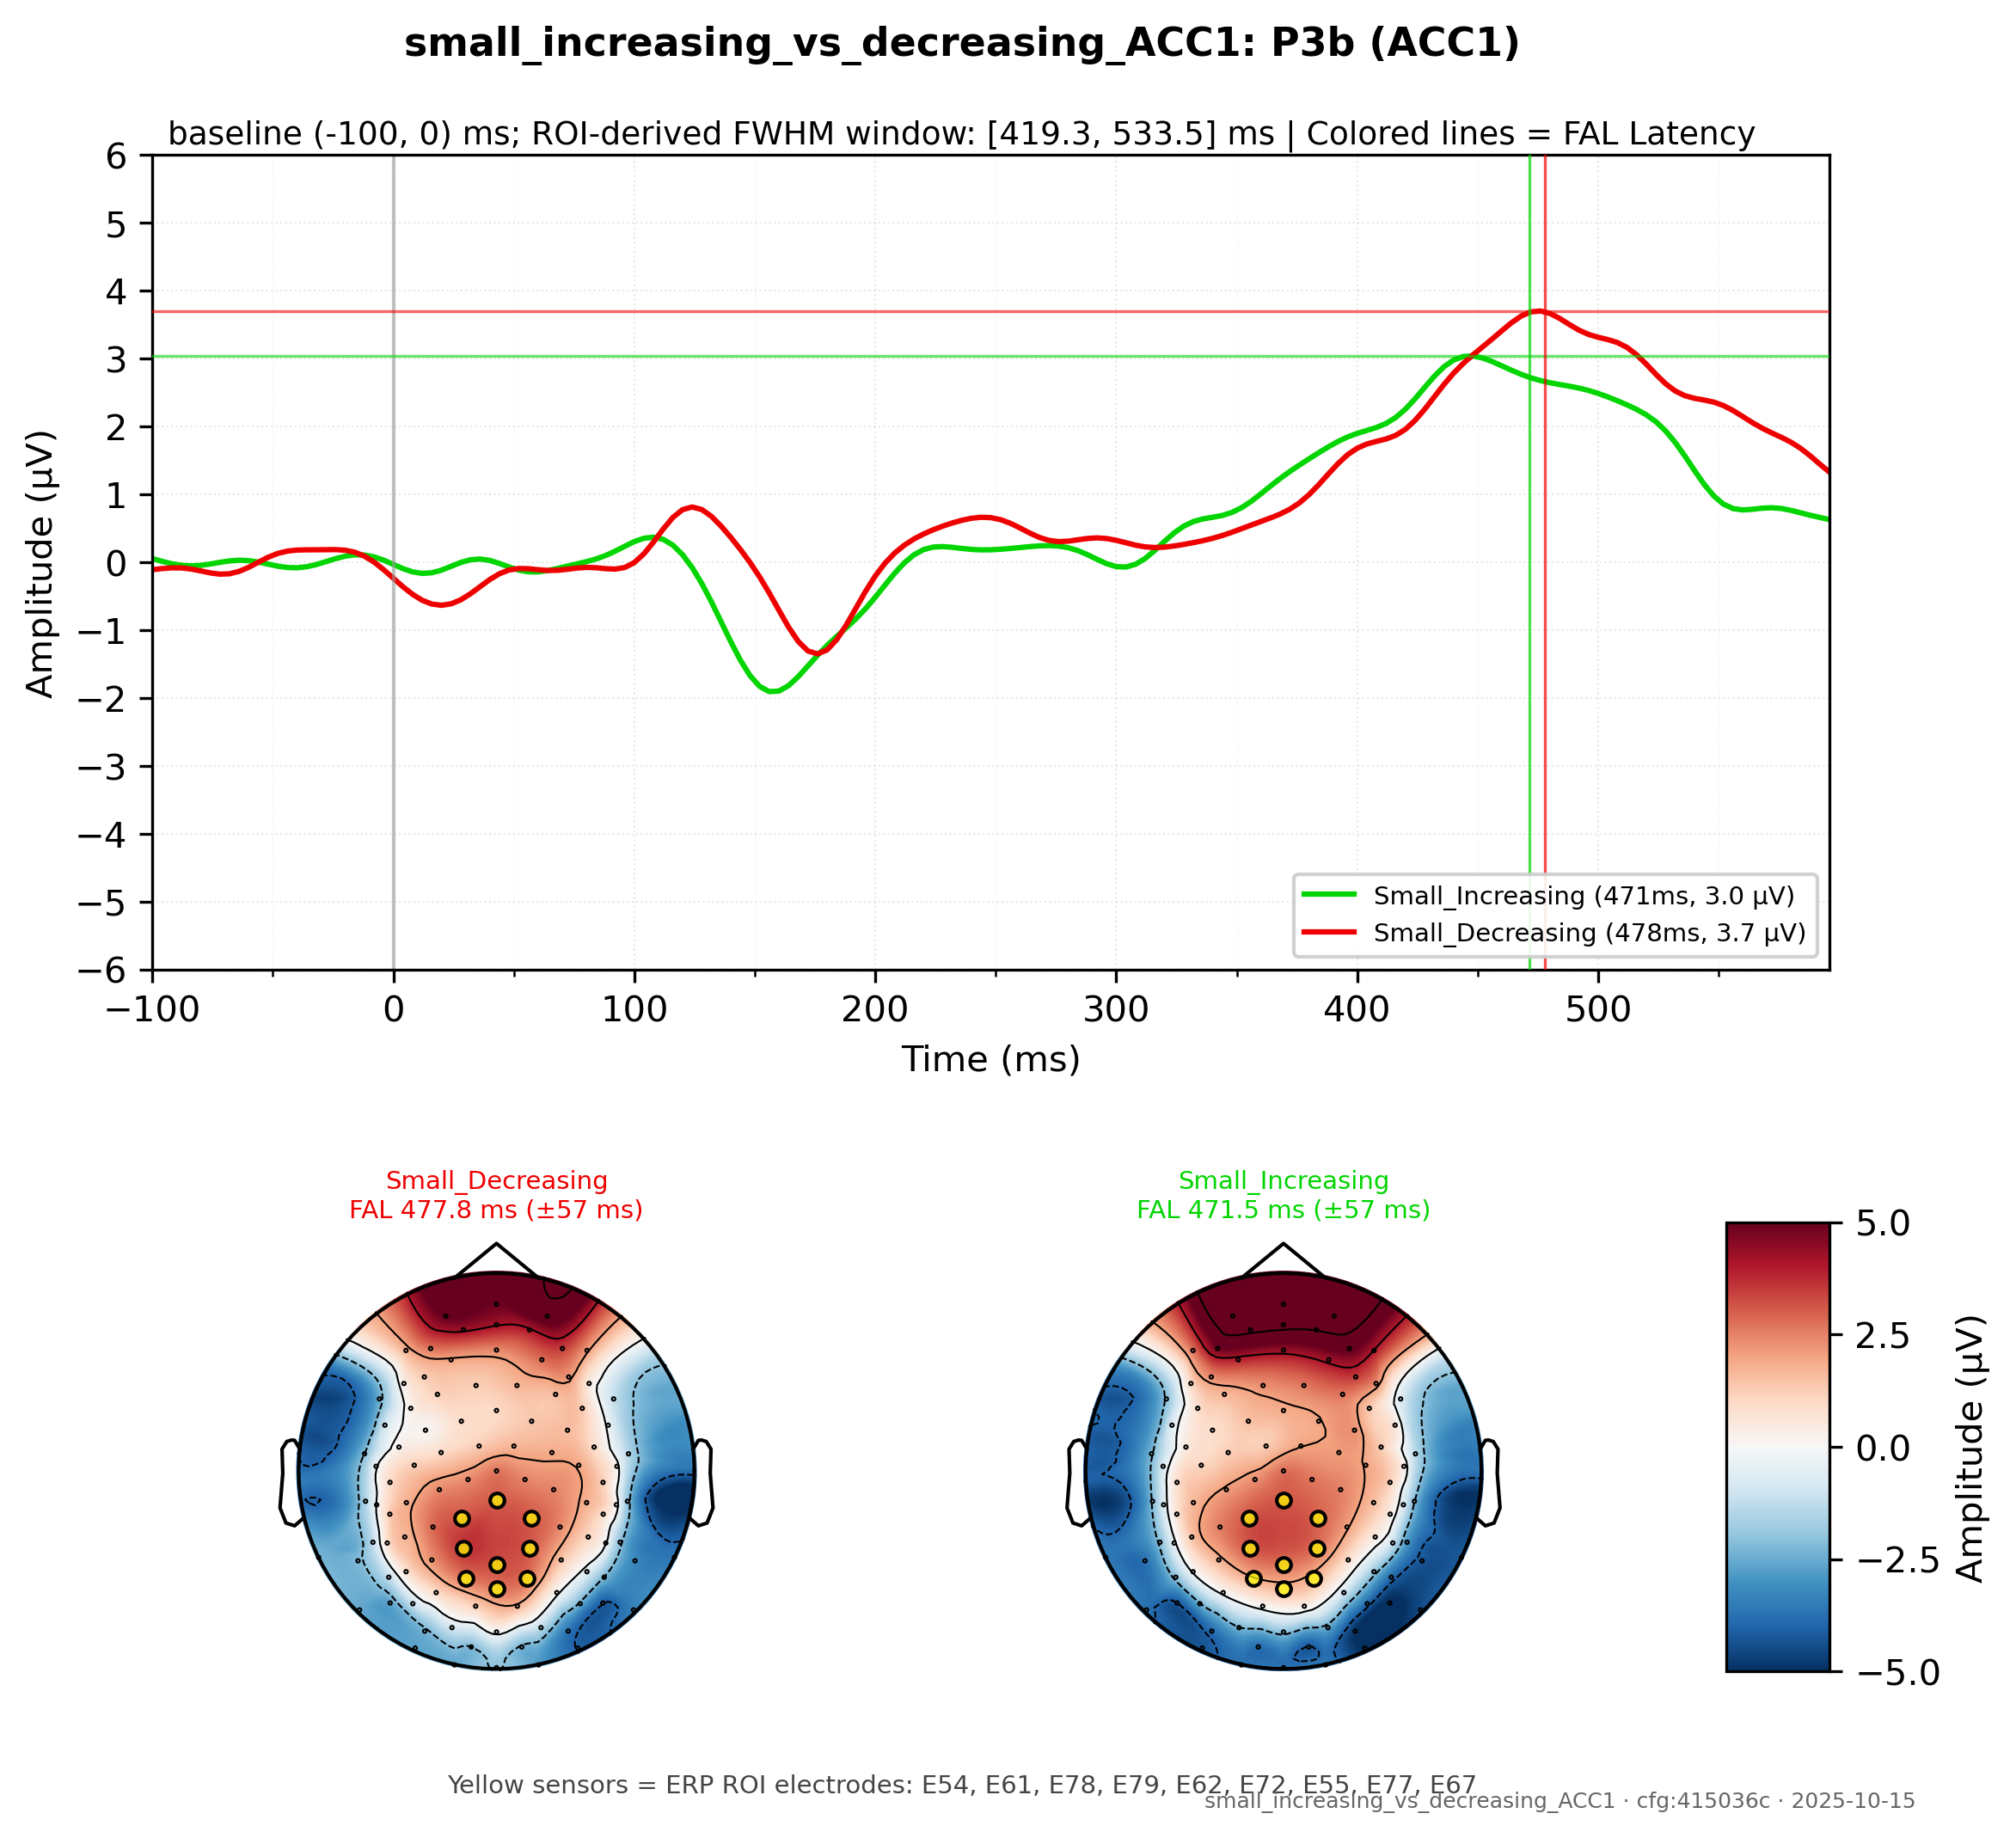 small_increasing_vs_decreasing_ACC1: P3b (ACC1)
baseline (-100, 0) ms; ROI-derived FWHM window: [419.3, 533.5] ms | Colored lines = FAL Latency
6
5
4
3
2
1
0
−1
−2
−3
−4
−5
−6
Amplitude (µV)
Small_Increasing (471ms, 3.0 µV)
Small_Decreasing (478ms, 3.7 µV)
−100 0 100 200 300 400 500
Time (ms)
Small_Decreasing
FAL 477.8 ms (±57 ms)
Small_Increasing
FAL 471.5 ms (±57 ms)
5.0
2.5
0.0
−2.5
−5.0
Amplitude (µV)
Yellow sensors = ERP ROI electrodes: E54, E61, E78, E79, E62, E72, E55, E77, E67
small_increasing_vs_decreasing_ACC1 · cfg:415036c · 2025-10-15